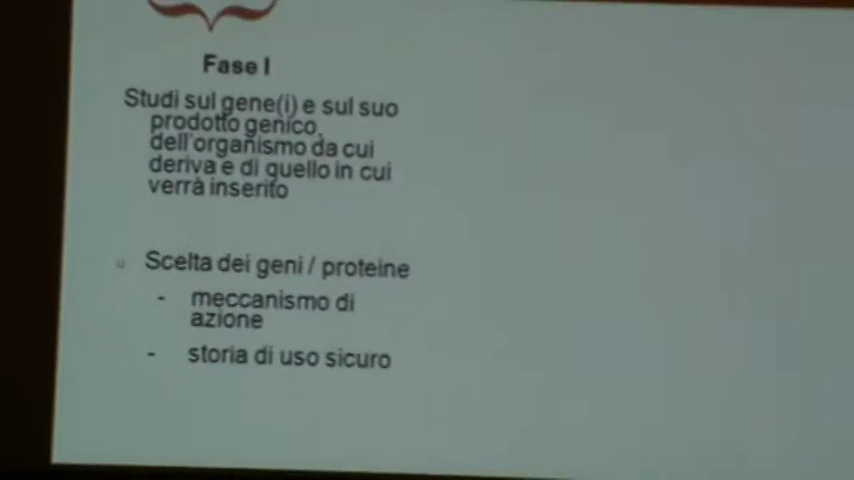 Fase I
Studi sul gene(i) e sul suo
prodotto genico,
dell'organismo da cui
deriva e di quello in cui
verrà inserito
Scelta dei geni / proteine
- meccanismo di
azione
- storia di uso sicuro